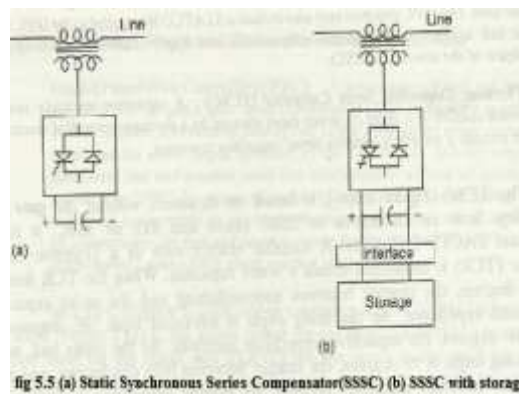 Line
Line
+ -
(a)
+ -
Interface
Storage
(b)
fig 5.5 (a) Static Synchronous Series Compensator(SSSC) (b) SSSC with storag